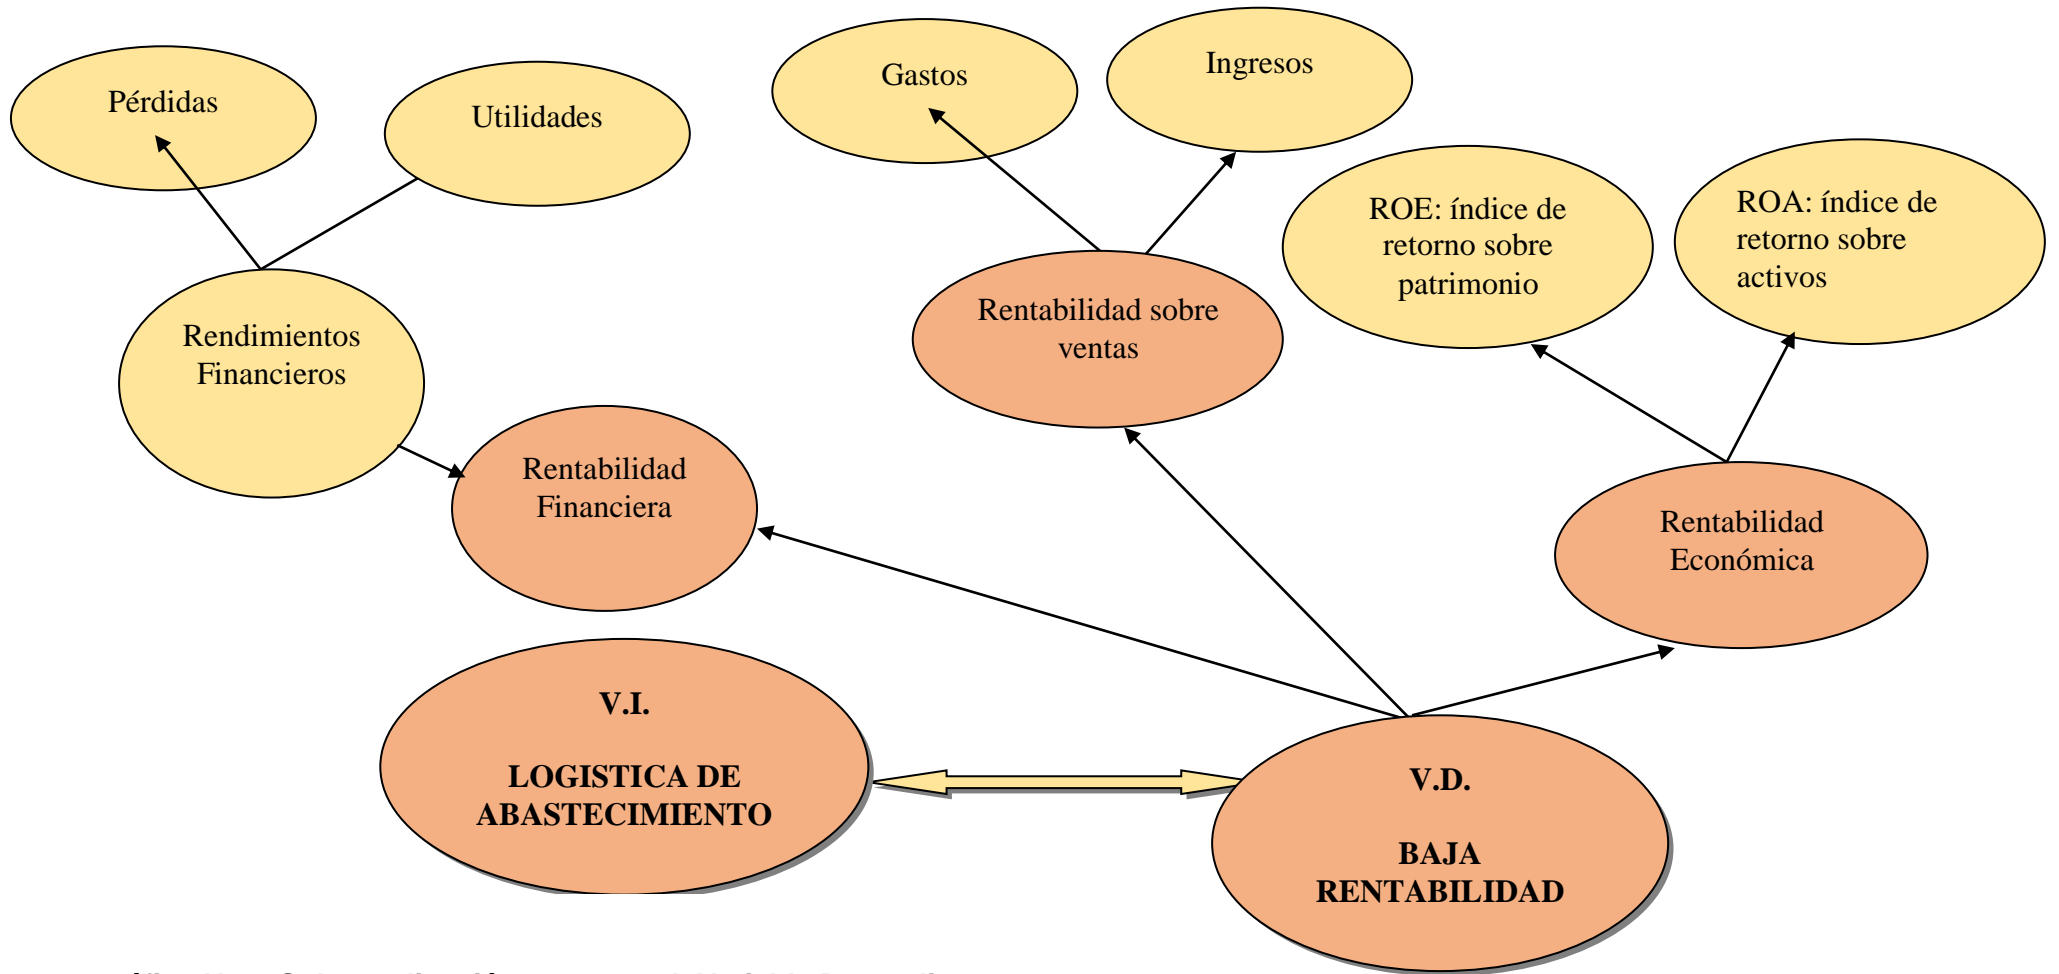 Pérdidas
Utilidades
Gastos
Ingresos
ROE: índice de
retorno sobre
patrimonio
ROA: índice de
retorno sobre
activos
Rendimientos
Financieros
Rentabilidad sobre
ventas
Rentabilidad
Financiera
Rentabilidad
Económica
V.I.
LOGISTICA DE
ABASTECIMIENTO
V.D.
BAJA
RENTABILIDAD